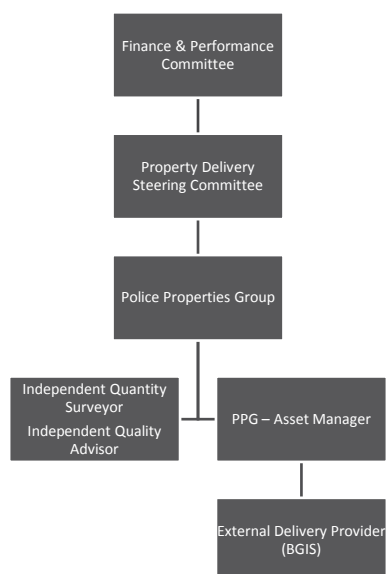 Finance & Performance
Committee
Property Delivery
Steering Committee
Police Properties Group
Independent Quantity
Surveyor
Independent Quality
Advisor
PPG – Asset Manager
External Delivery Provider
(BGIS)